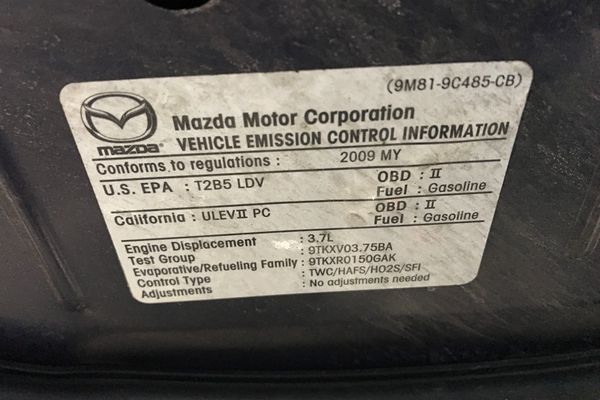 (9M81-9C485-CB)
mazda
Mazda Motor Corporation
VEHICLE EMISSION CONTROL INFORMATION
Conforms to regulations : 2009 MY
U.S. EPA : T2B5 LDV OBD : II
Fuel : Gasoline
California : ULEVII PC OBD : II
Fuel : Gasoline
Engine Displacement : 3.7L
Test Group : 9TKXV03.75BA
Evaporative/Refueling Family : 9TKXR0150GAK
Control Type : TWC/HAFS/HO2S/SFI
Adjustments : No adjustments needed